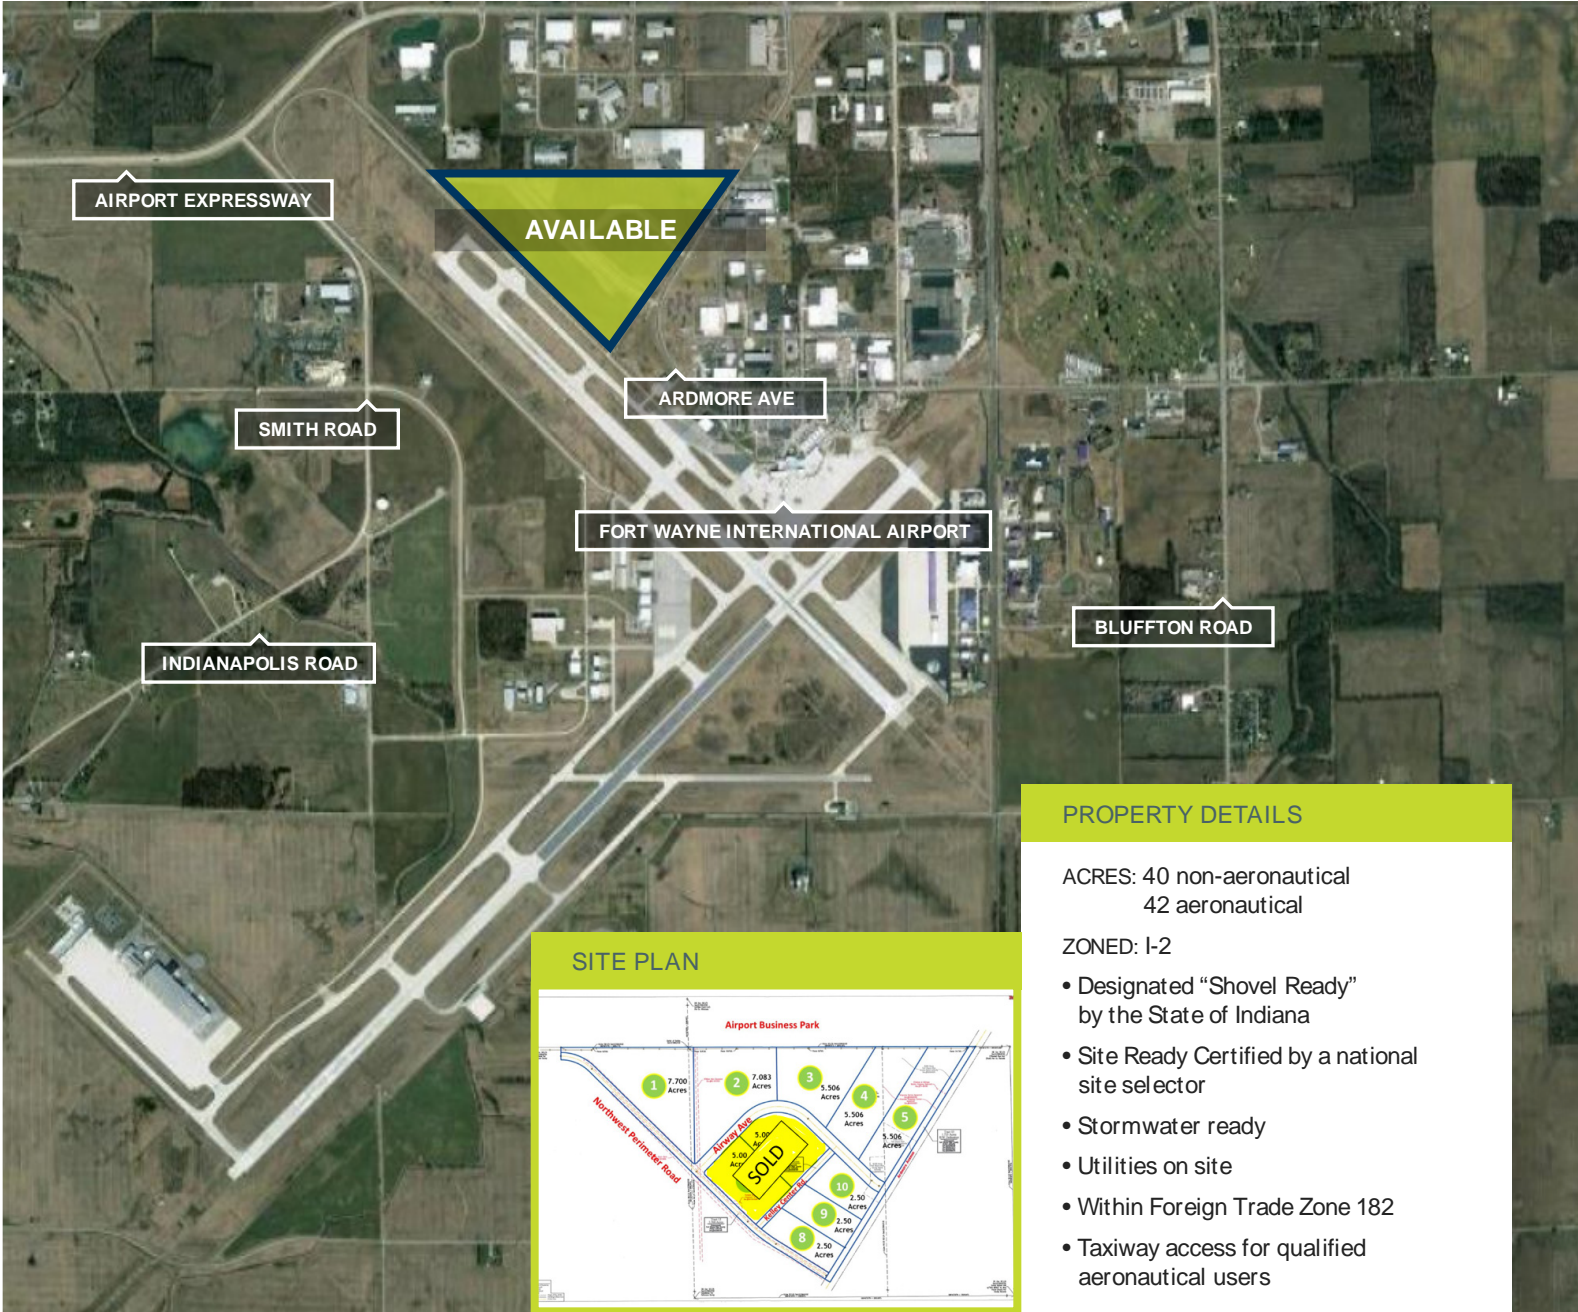 AIRPORT EXPRESSWAY
AVAILABLE
ARDMORE AVE
SMITH ROAD
FORT WAYNE INTERNATIONAL AIRPORT
BLUFFTON ROAD
INDIANAPOLIS ROAD
PROPERTY DETAILS
ACRES: 40 non-aeronautical
42 aeronautical
ZONED: I-2
• Designated “Shovel Ready”
by the State of Indiana
• Site Ready Certified by a national
site selector
• Stormwater ready
• Utilities on site
• Within Foreign Trade Zone 182
• Taxiway access for qualified
aeronautical users
SITE PLAN
Airport Business Park
1
7.700
Acres
2
7.083
Acres
3
5.506
Acres
4
5.506
Acres
5
5.506
Acres
Northwest Perimeter Road
Airway Ave
5.00
5.00
SOLD
Kelley Center Rd
10
2.50
Acres
9
2.50
Acres
8
2.50
Acres